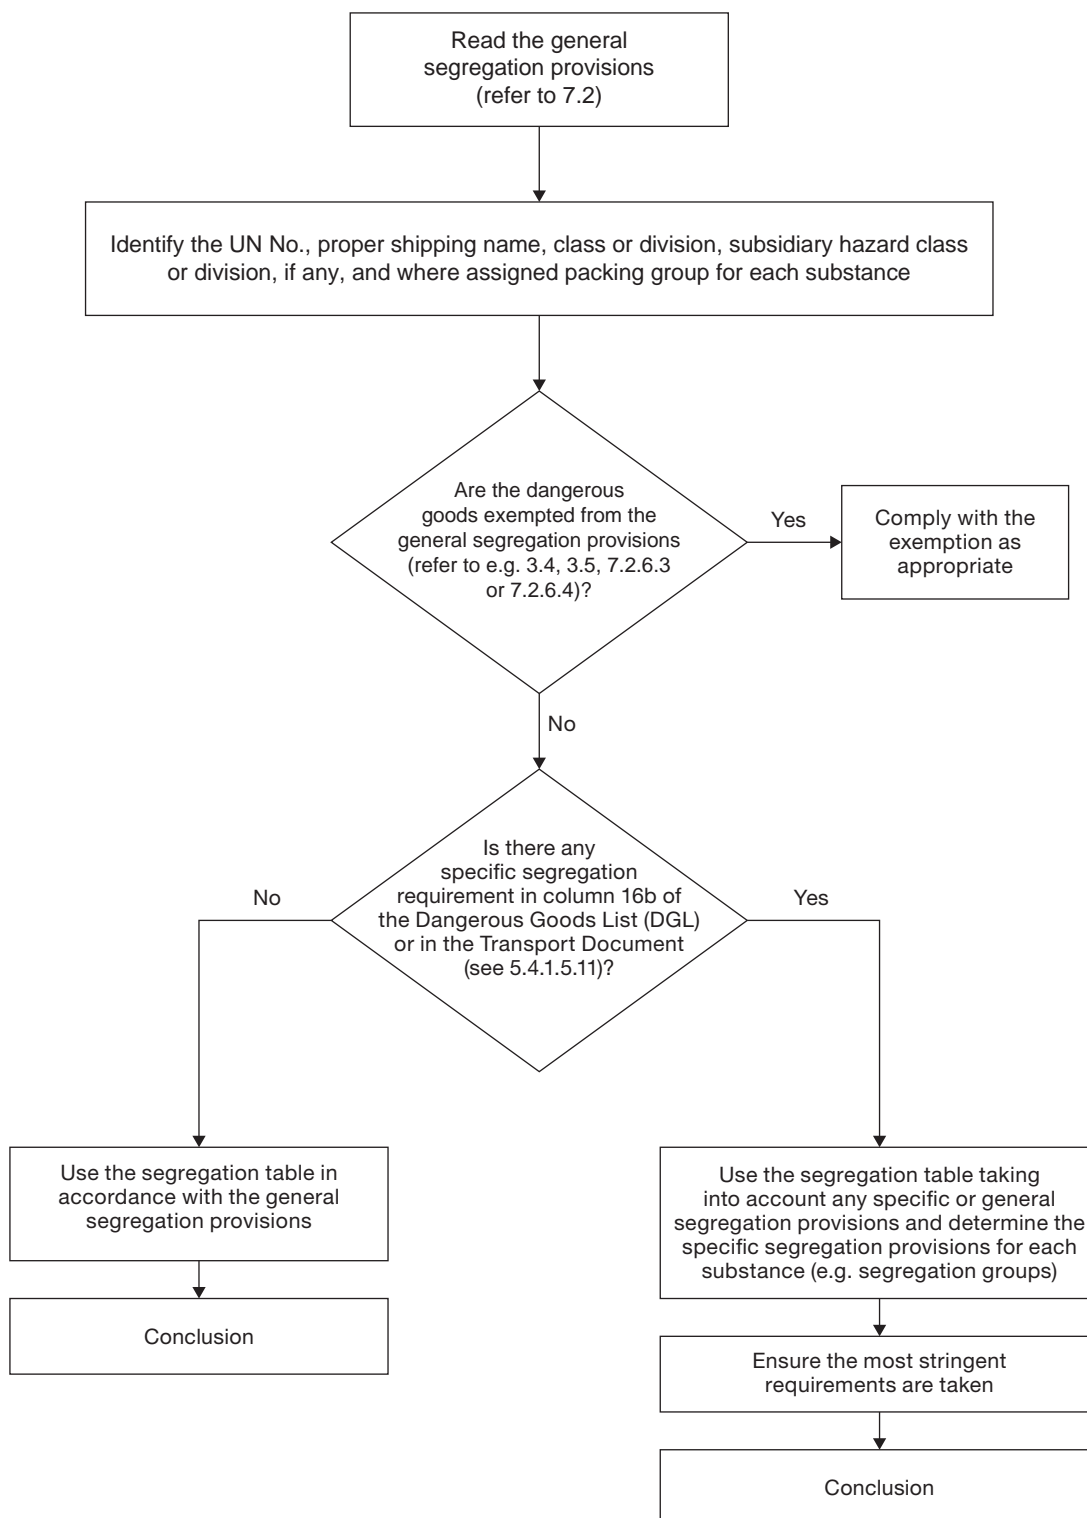 Read the general
segregation provisions
(refer to 7.2)
Identify the UN No., proper shipping name, class or division, subsidiary hazard class
or division, if any, and where assigned packing group for each substance
Are the dangerous
goods exempted from the
general segregation provisions
(refer to e.g. 3.4, 3.5, 7.2.6.3
or 7.2.6.4)?
Yes
Comply with the
exemption as
appropriate
No
Is there any
specific segregation
requirement in column 16b of
the Dangerous Goods List (DGL)
or in the Transport Document
(see 5.4.1.5.11)?
No
Yes
Use the segregation table in
accordance with the general
segregation provisions
Conclusion
Use the segregation table taking
into account any specific or general
segregation provisions and determine the
specific segregation provisions for each
substance (e.g. segregation groups)
Ensure the most stringent
requirements are taken
Conclusion